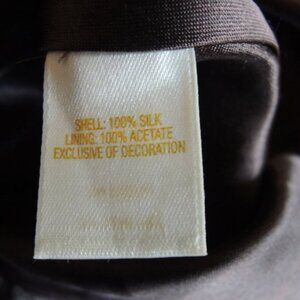 SHELL: 100% SILK
LINING: 100% ACETATE
EXCLUSIVE OF DECORATION